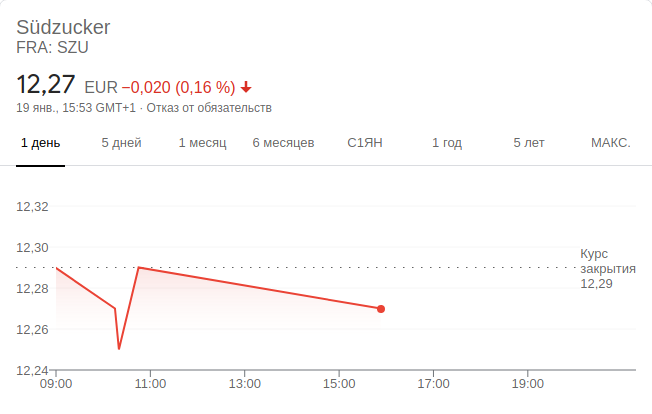 Südzucker
FRA: SZU
12,27 EUR −0,020 (0,16 %)
19 янв., 15:53 GMT+1 · Отказ от обязательств
1 день 5 дней 1 месяц 6 месяцев С1ЯН 1 год 5 лет МАКС.
12,32
12,30
Курс
закрытия
12,29
12,28
12,26
12,24
09:00 11:00 13:00 15:00 17:00 19:00